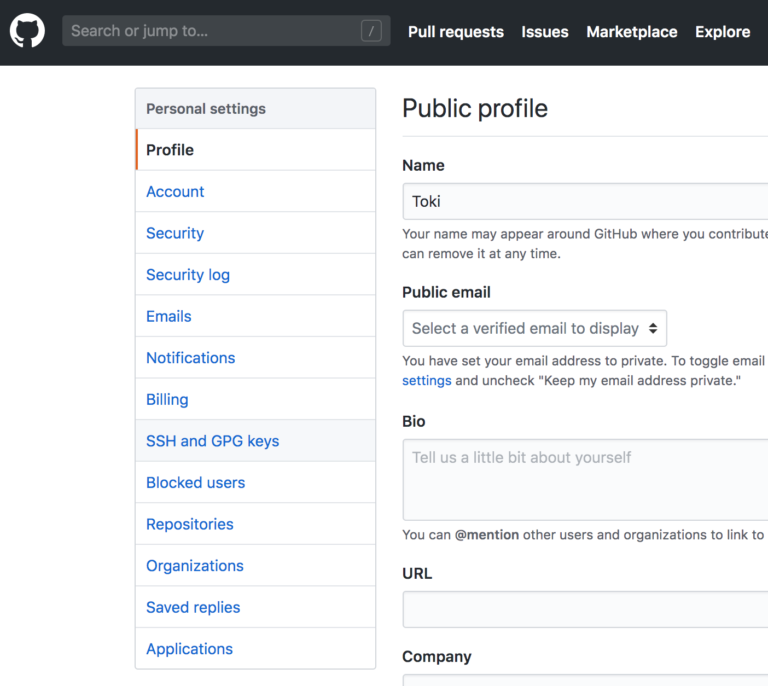 Search or jump to... /
Pull requests Issues Marketplace Explore
Personal settings
Profile
Account
Security
Security log
Emails
Notifications
Billing
SSH and GPG keys
Blocked users
Repositories
Organizations
Saved replies
Applications
Public profile
Name
Toki
Your name may appear around GitHub where you contribute
can remove it at any time.
Public email
Select a verified email to display
You have set your email address to private. To toggle email
settings and uncheck "Keep my email address private."
Bio
Tell us a little bit about yourself
You can @mention other users and organizations to link to
URL
Company